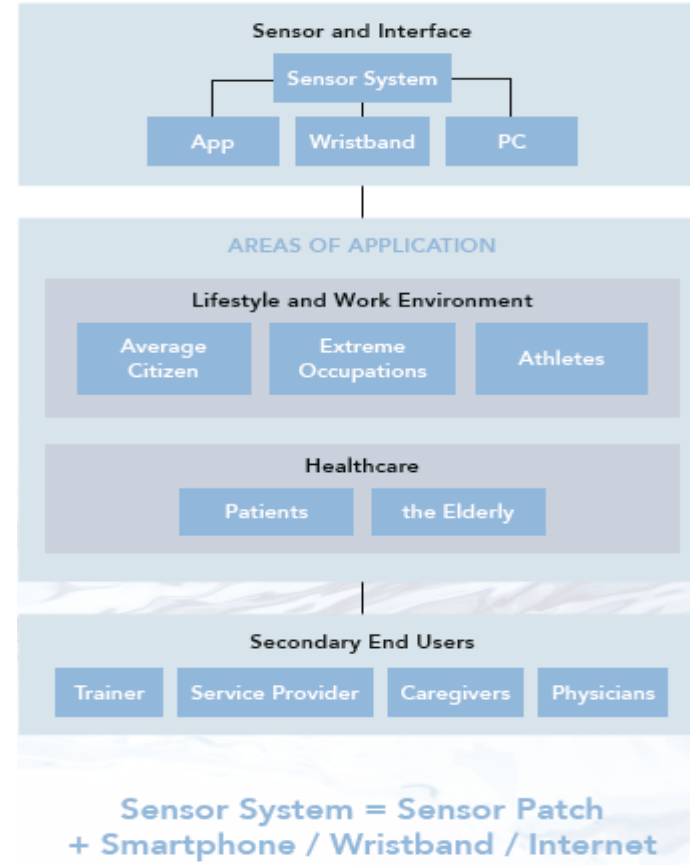 Sensor and Interface
Sensor System
App
Wristband
PC
AREAS OF APPLICATION
Lifestyle and Work Environment
Average
Citizen
Extreme
Occupations
Athletes
Healthcare
Patients
the Elderly
Secondary End Users
Trainer
Service Provider
Caregivers
Physicians
Sensor System = Sensor Patch
+ Smartphone / Wristband / Internet